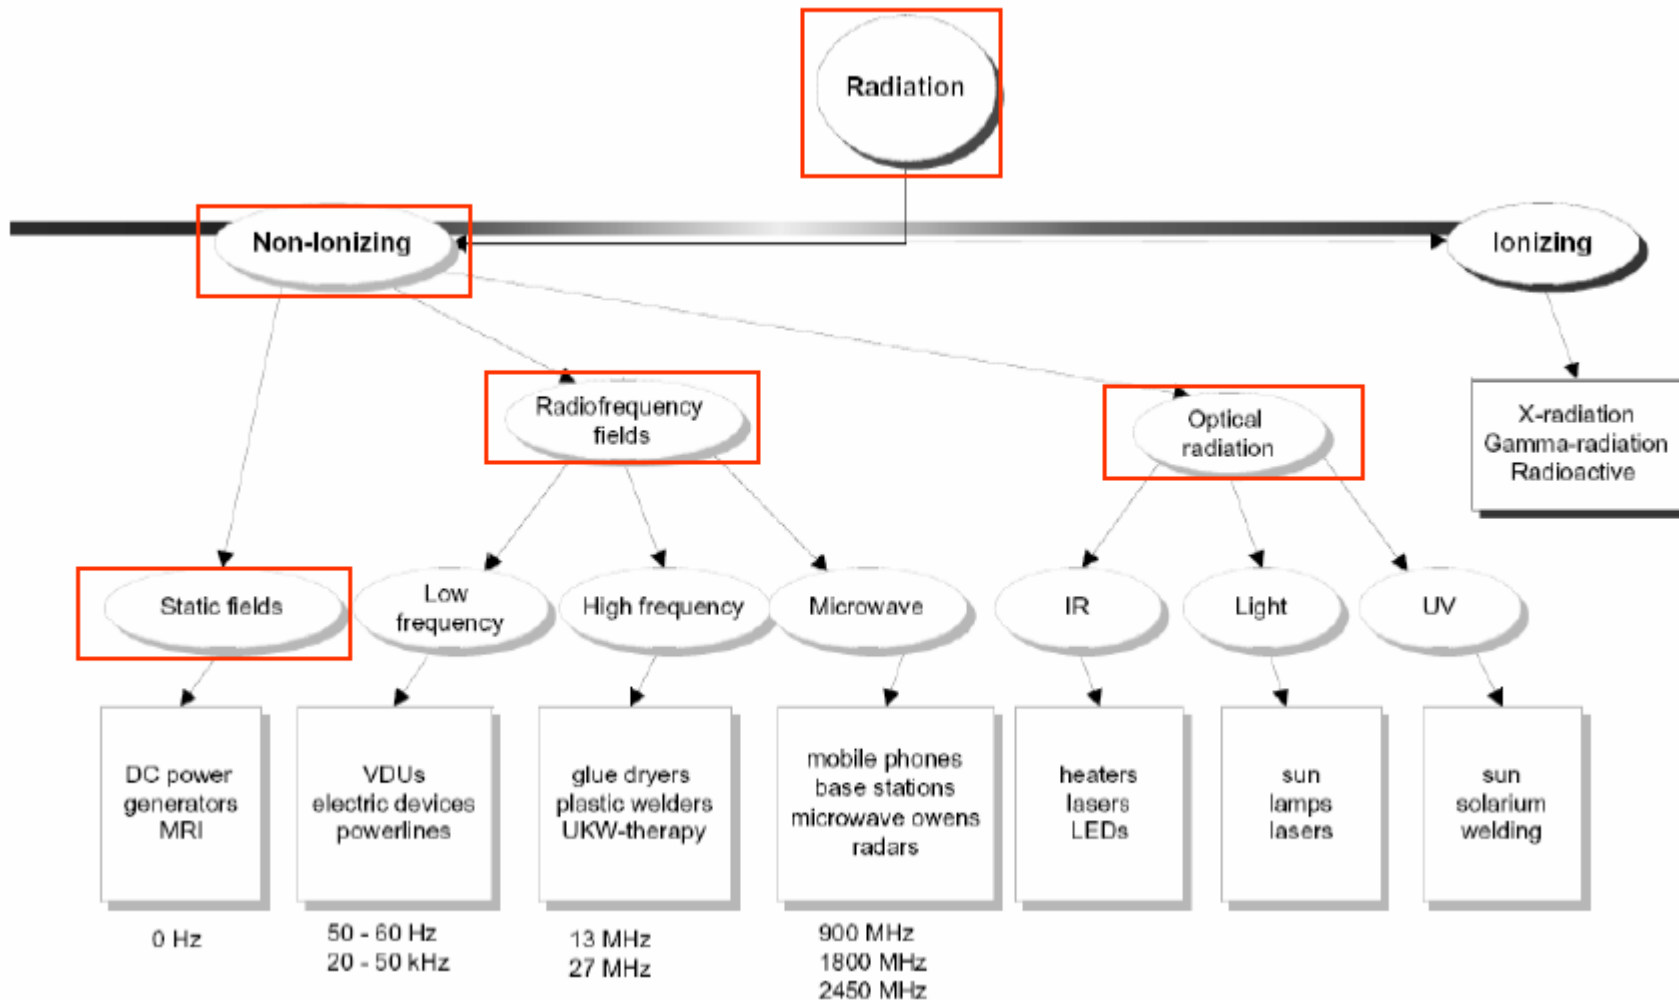 Radiation
Non-Ionizing
Ionizing
Radiofrequency
fields
Optical
radiation
X-radiation
Gamma-radiation
Radioactive
Static fields
Low
frequency
High frequency
Microwave
IR
Light
UV
DC power
generators
MRI
VDUs
electric devices
powerlines
glue dryers
plastic welders
UKW-therapy
mobile phones
base stations
microwave owens
radars
heaters
lasers
LEDs
sun
lamps
lasers
sun
solarium
welding
0 Hz
50 - 60 Hz
20 - 50 kHz
13 MHz
27 MHz
900 MHz
1800 MHz
2450 MHz